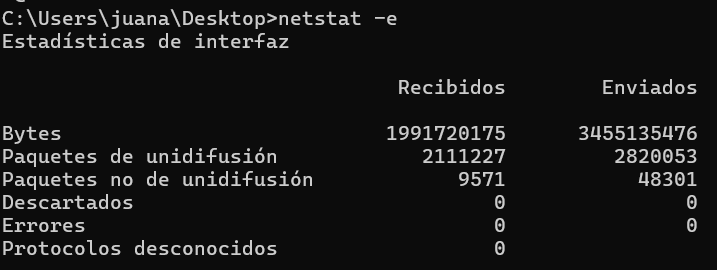 C:\Users\juana\Desktop>netstat -e
Estadísticas de interfaz
Recibidos Enviados
Bytes 1991720175 3455135476
Paquetes de unidifusión 2111227 2820053
Paquetes no de unidifusión 9571 48301
Descartados 0 0
Errores 0 0
Protocolos desconocidos 0